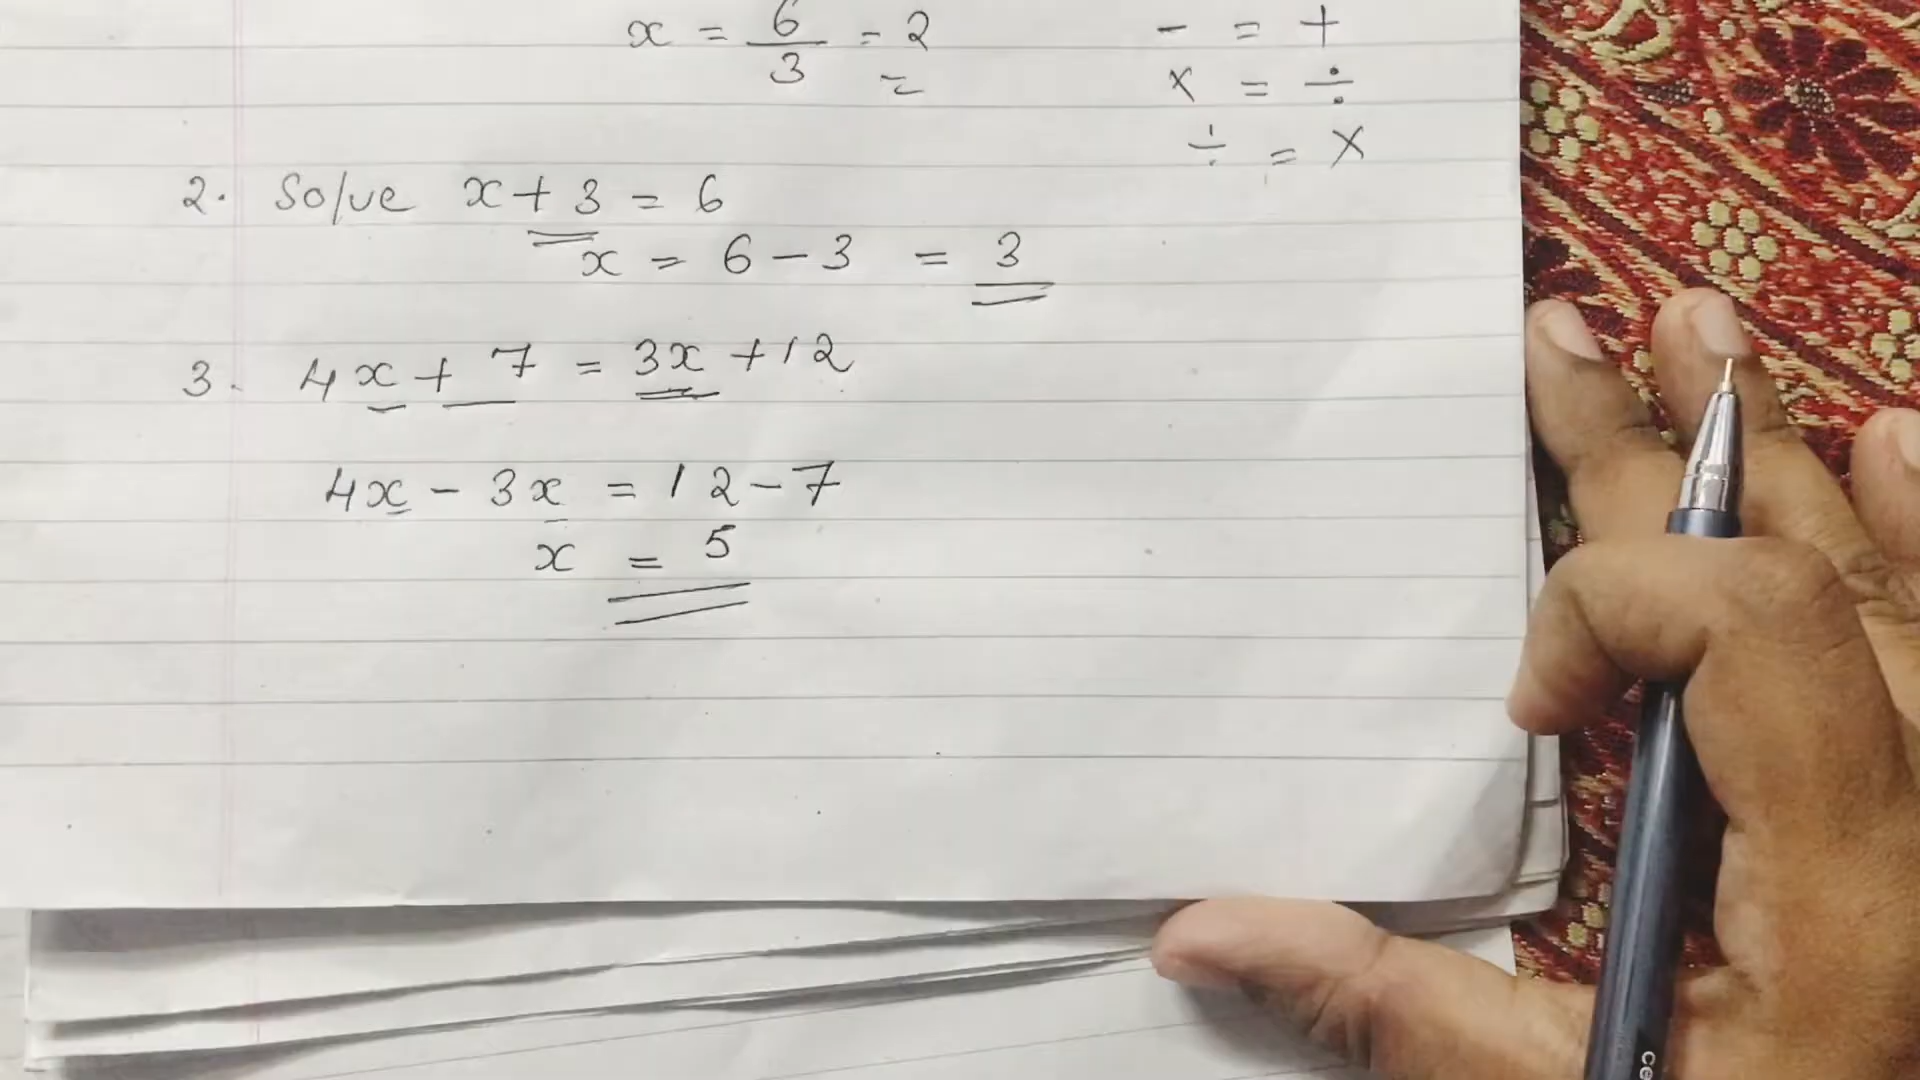 x = 6/3 = 2
- = +
x = ÷
÷ = x
2. Solve x + 3 = 6
x = 6 - 3 = 3
3. 4x + 7 = 3x + 12
4x - 3x = 12 - 7
x = 5